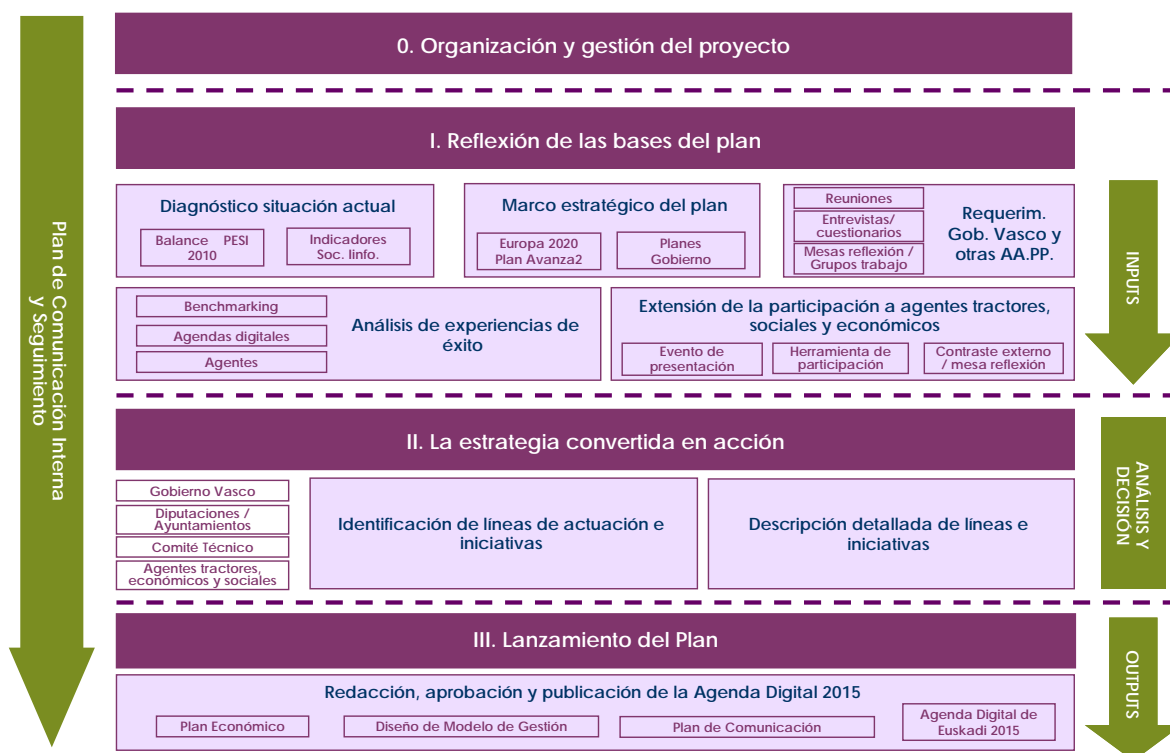 Plan de Comunicación Interna
y Seguimiento
0. Organización y gestión del proyecto
I. Reflexión de las bases del plan
Diagnóstico situación actual
Balance PESI
2010
Indicadores
Soc. Iinfo.
Marco estratégico del plan
Europa 2020
Plan Avanza2
Planes
Gobierno
Reuniones
Entrevistas/
cuestionarios
Mesas reflexión /
Grupos trabajo
Requerim.
Gob. Vasco y
otras AA.PP.
INPUTS
Benchmarking
Agendas digitales
Agentes
Análisis de experiencias de
éxito
Extensión de la participación a agentes tractores,
sociales y económicos
Evento de
presentación
Herramienta de
participación
Contraste externo
/ mesa reflexión
II. La estrategia convertida en acción
Gobierno Vasco
Diputaciones /
Ayuntamientos
Comité Técnico
Agentes tractores,
económicos y sociales
Identificación de líneas de actuación e
iniciativas
Descripción detallada de líneas e
iniciativas
ANÁLISIS Y
DECISIÓN
III. Lanzamiento del Plan
Redacción, aprobación y publicación de la Agenda Digital 2015
Plan Económico
Diseño de Modelo de Gestión
Plan de Comunicación
Agenda Digital de
Euskadi 2015
OUTPUTS